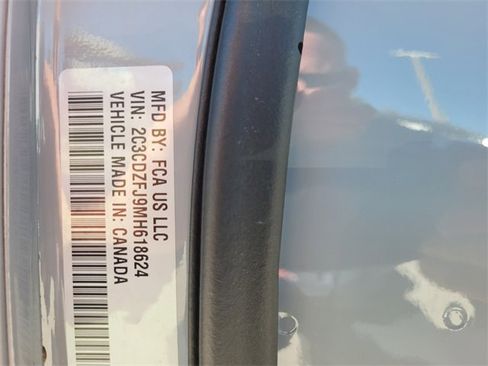 MFD BY: FCA US LLC
VIN: 2C3CDZFJ9MH618624
VEHICLE MADE IN: CANADA